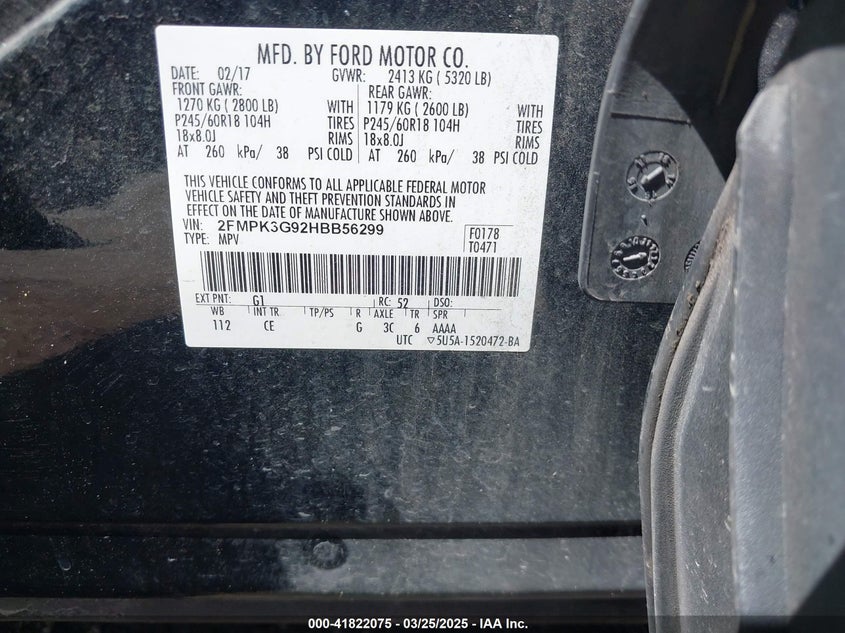 MFD. BY FORD MOTOR CO.
DATE: 02/17 GVWR: 2413 KG ( 5320 LB)
FRONT GAWR: REAR GAWR:
1270 KG ( 2800 LB) WITH 1179 KG ( 2600 LB) WITH
P245/60R18 104H TIRES P245/60R18 104H TIRES
18x8.0J RIMS 18x8.0J RIMS
AT 260 kPa/ 38 PSI COLD AT 260 kPa/ 38 PSI COLD
THIS VEHICLE CONFORMS TO ALL APPLICABLE FEDERAL MOTOR
VEHICLE SAFETY AND THEFT PREVENTION STANDARDS IN
EFFECT ON THE DATE OF MANUFACTURE SHOWN ABOVE.
VIN: 2FMPK3G92HBB56299 F0178
TYPE: MPV T0471
EXT PNT: G1 RC: 52 DSO:
WB INT TR TP/PS R AXLE TR SPR
112 CE G 3C 6 AAAA
UTC ▽5U5A-1520472-BA
000-41822075 - 03/25/2025 - IAA Inc.